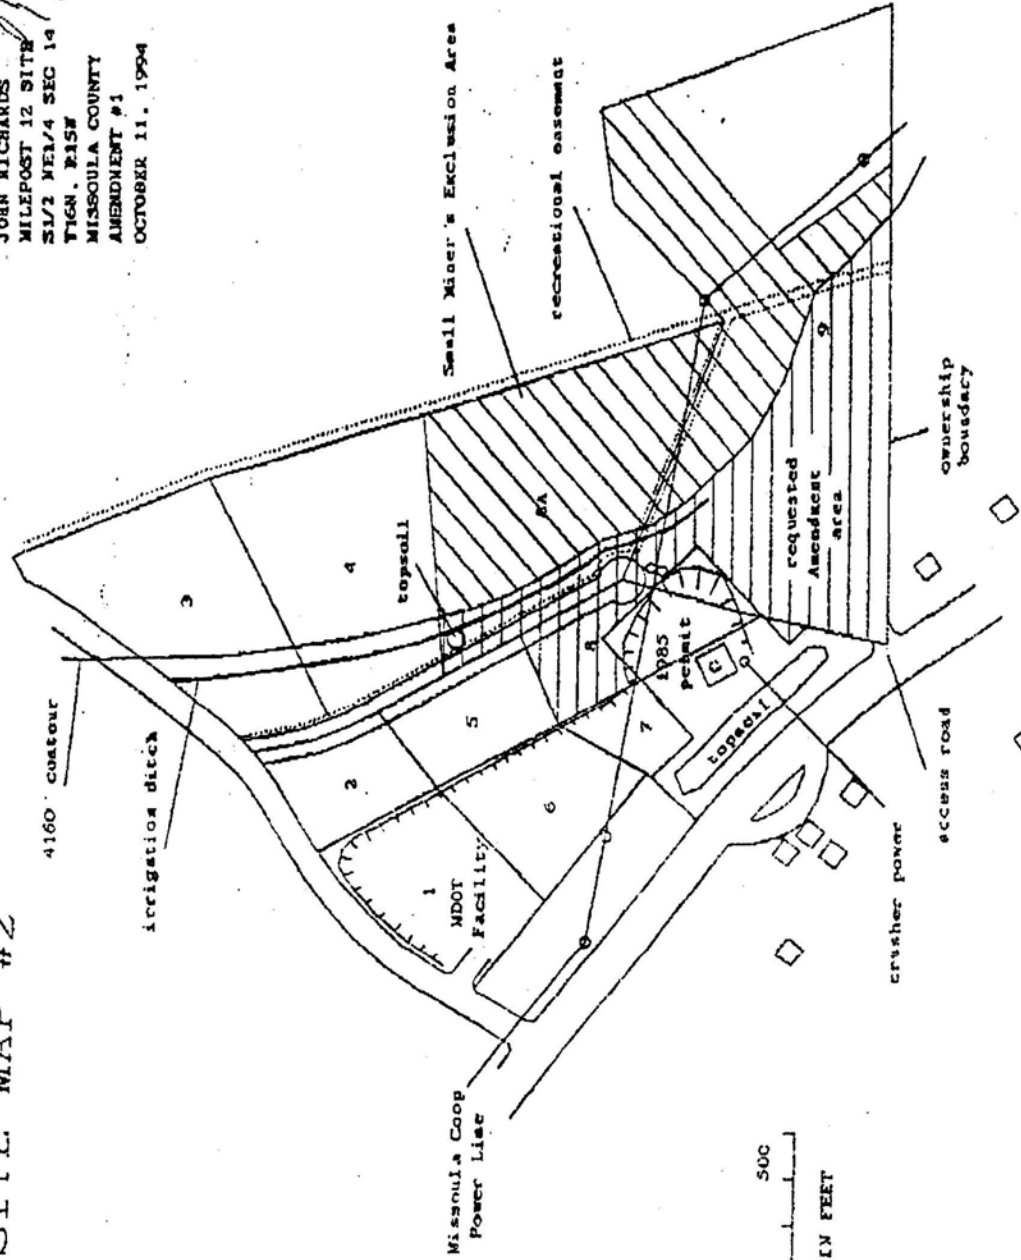 SITE MAP #2
JOHN RICHARDS
MILEPOST 12 SITE
S1/2 NE1/4 SEC 14
T16N, R15W
MISSOULA COUNTY
AMENDMENT #1
OCTOBER 11, 1994
4160' contour
irrigation ditch
topsoil
Small Miner's Exclusion Area
recreational easement
3
4
8A
2
5
8
9
1
MDOT
Facility
6
7
1985
permit
C
topsoil
requested
Amendment
area
ownership
boundary
access road
crusher power
Missoula Coop
Power Line
500
IN FEET